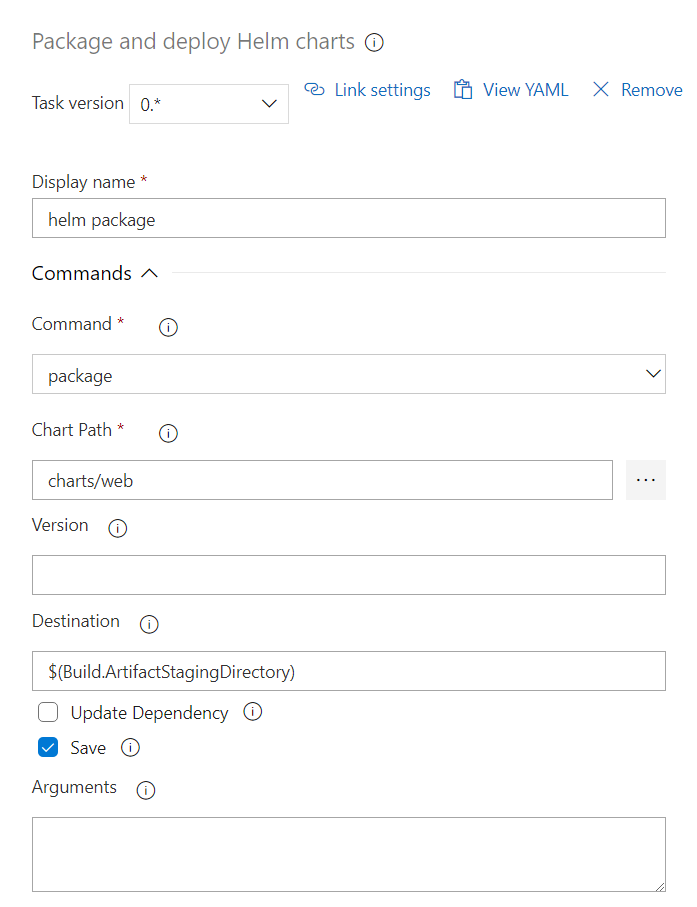 Package and deploy Helm charts
Task version 0.* Link settings View YAML Remove
Display name *
helm package
Commands
Command *
package
Chart Path *
charts/web
...
Version
Destination
$(Build.ArtifactStagingDirectory)
Update Dependency
Save
Arguments